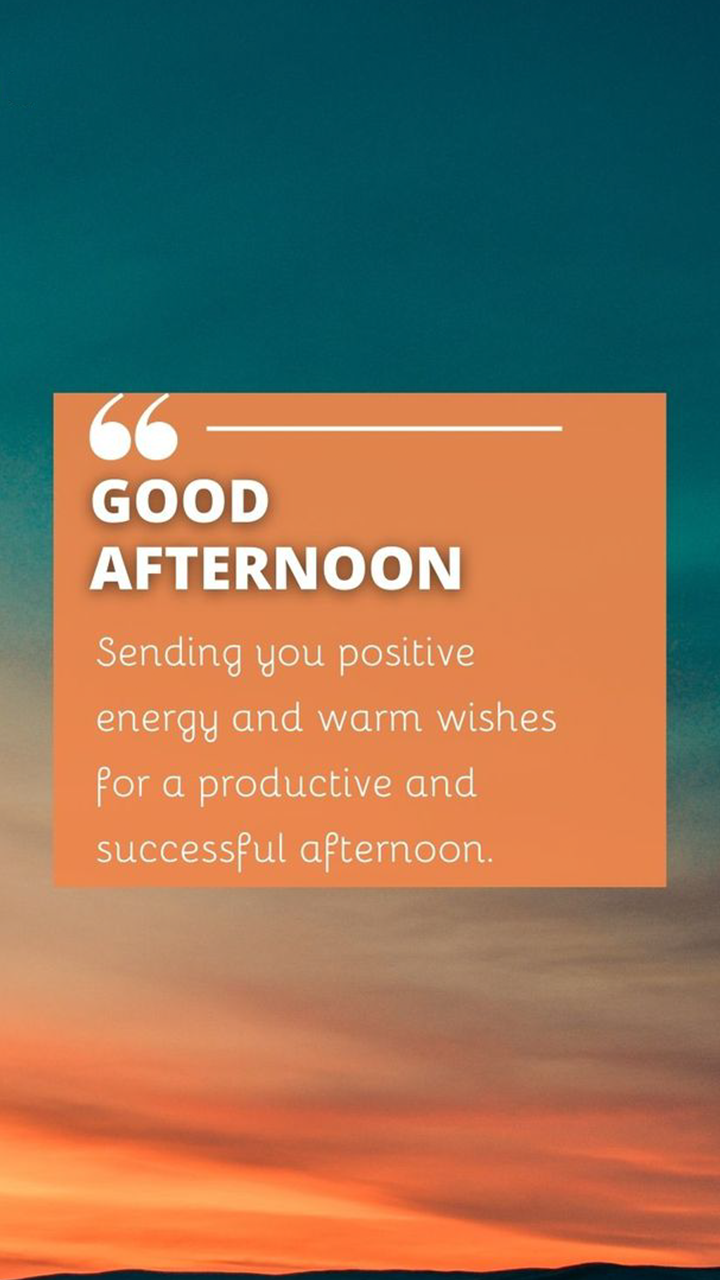 GOOD
AFTERNOON
Sending you positive
energy and warm wishes
for a productive and
successful afternoon.